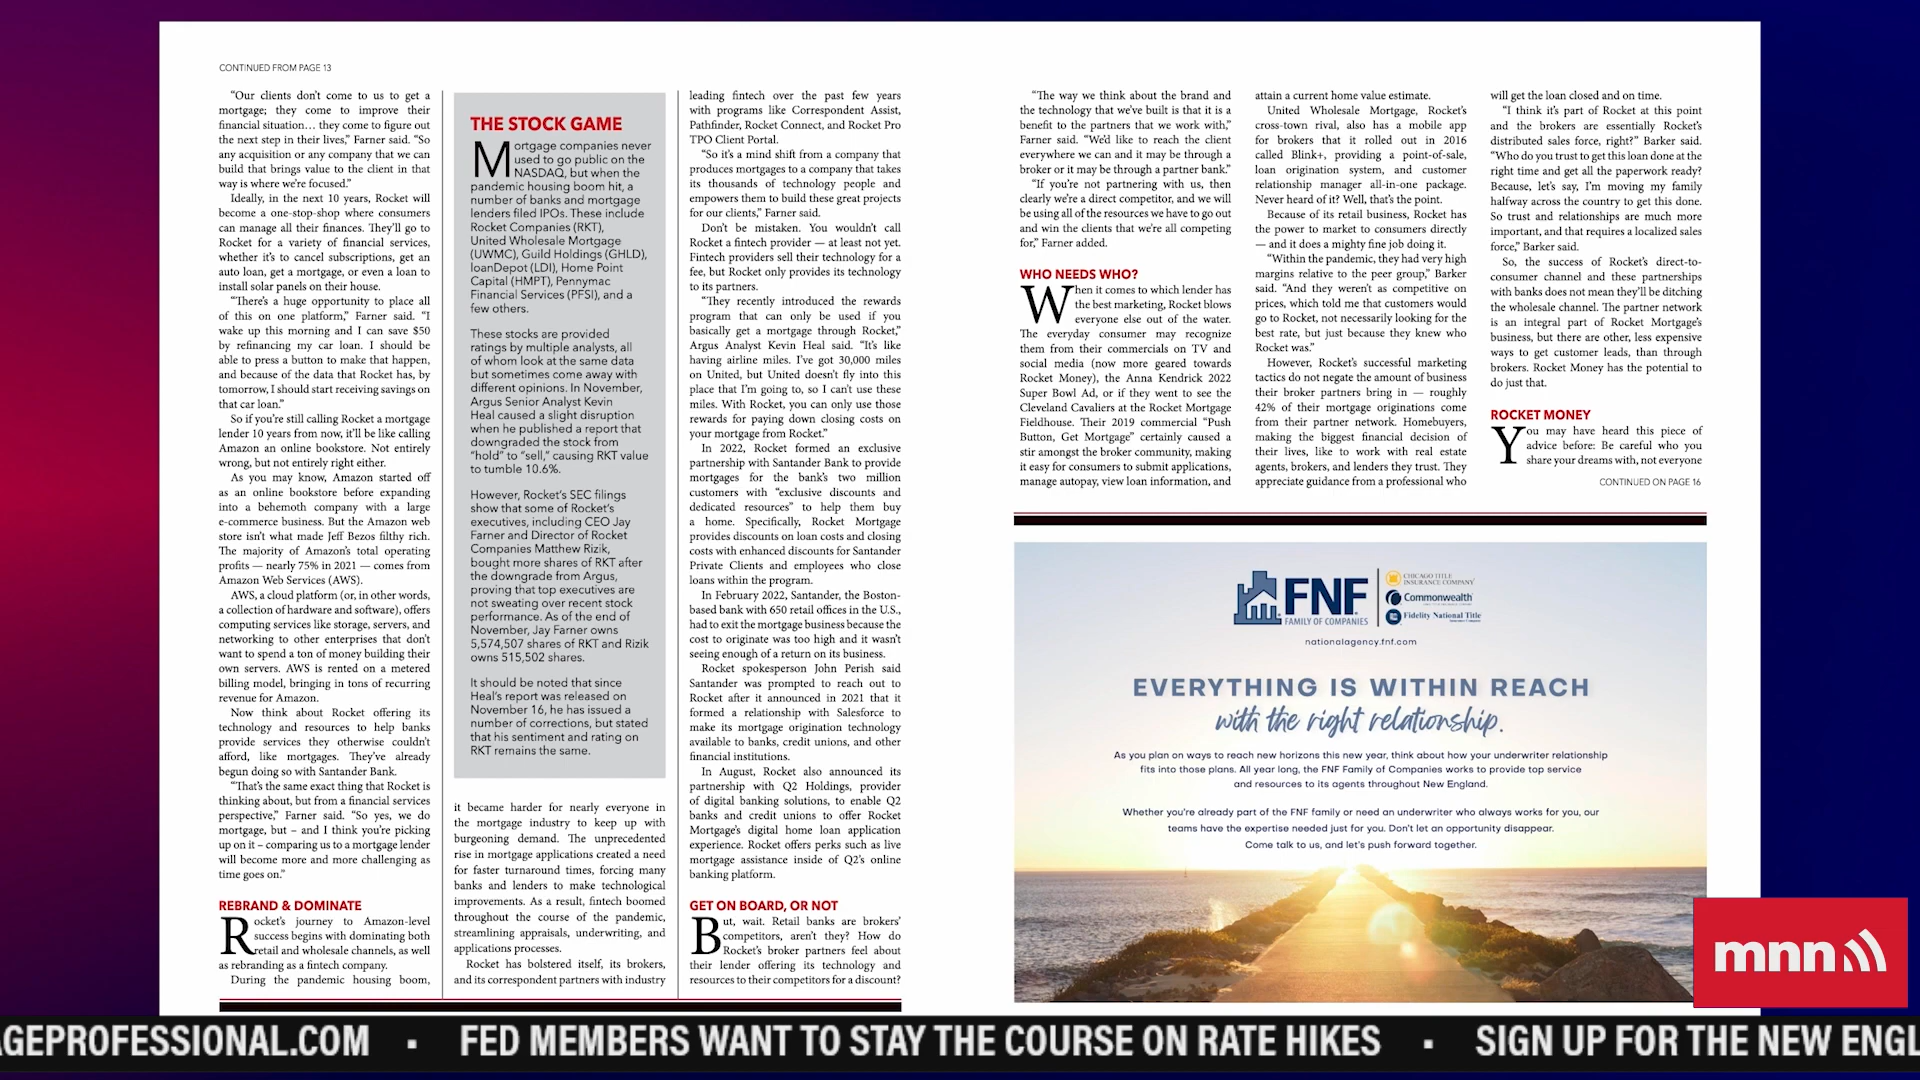 CONTINUED FROM PAGE 13
“Our clients don’t come to us to get a
mortgage; they come to improve their
financial situation… they come to figure out
the next step in their lives,” Farner said. “So
any acquisition or any company that we can
build that brings value to the client in that
way is where we’re focused.”
Ideally, in the next 10 years, Rocket will
become a one-stop-shop where consumers
can manage all their finances. They’ll go to
Rocket for a variety of financial services,
whether it’s to cancel subscriptions, get an
auto loan, get a mortgage, or even a loan to
install solar panels on their house.
“There’s a huge opportunity to place all
of this on one platform,” Farner said. “I
wake up this morning and I can save $50
by refinancing my car loan. I should be
able to press a button to make that happen,
and because of the data that Rocket has, by
tomorrow, I should start receiving savings on
that car loan.”
So if you’re still calling Rocket a mortgage
lender 10 years from now, it’ll be like calling
Amazon an online bookstore. Not entirely
wrong, but not entirely right either.
As you may know, Amazon started off
as an online bookstore before expanding
into a behemoth company with a large
e-commerce business. But the Amazon web
store isn’t what made Jeff Bezos filthy rich.
The majority of Amazon’s total operating
profits — nearly 75% in 2021 — comes from
Amazon Web Services (AWS).
AWS, a cloud platform (or, in other words,
a collection of hardware and software), offers
computing services like storage, servers, and
networking to other enterprises that don’t
want to spend a ton of money building their
own servers. AWS is rented on a metered
billing model, bringing in tons of recurring
revenue for Amazon.
Now think about Rocket offering its
technology and resources to help banks
provide services they otherwise couldn’t
afford, like mortgages. They’ve already
begun doing so with Santander Bank.
“That’s the same exact thing that Rocket is
thinking about, but from a financial services
perspective,” Farner said. “So yes, we do
mortgage, but – and I think you’re picking
up on it – comparing us to a mortgage lender
will become more and more challenging as
time goes on.”
REBRAND & DOMINATE
Rocket’s journey to Amazon-level
success begins with dominating both
retail and wholesale channels, as well
as rebranding as a fintech company.
During the pandemic housing boom,
THE STOCK GAME
Mortgage companies never
used to go public on the
NASDAQ, but when the
pandemic housing boom hit, a
number of banks and mortgage
lenders filed IPOs. These include
Rocket Companies (RKT),
United Wholesale Mortgage
(UWMC), Guild Holdings (GHLD),
loanDepot (LDI), Home Point
Capital (HMPT), Pennymac
Financial Services (PFSI), and a
few others.
These stocks are provided
ratings by multiple analysts, all
of whom look at the same data
but sometimes come away with
different opinions. In November,
Argus Senior Analyst Kevin
Heal caused a slight disruption
when he published a report that
downgraded the stock from
“hold” to “sell,” causing RKT value
to tumble 10.6%.
However, Rocket’s SEC filings
show that some of Rocket’s
executives, including CEO Jay
Farner and Director of Rocket
Companies Matthew Rizik,
bought more shares of RKT after
the downgrade from Argus,
proving that top executives are
not sweating over recent stock
performance. As of the end of
November, Jay Farner owns
5,574,507 shares of RKT and Rizik
owns 515,502 shares.
It should be noted that since
Heal’s report was released on
November 16, he has issued a
number of corrections, but stated
that his sentiment and rating on
RKT remains the same.
it became harder for nearly everyone in
the mortgage industry to keep up with
burgeoning demand. The unprecedented
rise in mortgage applications created a need
for faster turnaround times, forcing many
banks and lenders to make technological
improvements. As a result, fintech boomed
throughout the course of the pandemic,
streamlining appraisals, underwriting, and
applications processes.
Rocket has bolstered itself, its brokers,
and its correspondent partners with industry
leading fintech over the past few years
with programs like Correspondent Assist,
Pathfinder, Rocket Connect, and Rocket Pro
TPO Client Portal.
“So it’s a mind shift from a company that
produces mortgages to a company that takes
its thousands of technology people and
empowers them to build these great projects
for our clients,” Farner said.
Don’t be mistaken. You wouldn’t call
Rocket a fintech provider — at least not yet.
Fintech providers sell their technology for a
fee, but Rocket only provides its technology
to its partners.
“They recently introduced the rewards
program that can only be used if you
basically get a mortgage through Rocket,”
Argus Analyst Kevin Heal said. “It’s like
having airline miles. I’ve got 30,000 miles
on United, but United doesn’t fly into this
place that I’m going to, so I can’t use these
miles. With Rocket, you can only use those
rewards for paying down closing costs on
your mortgage from Rocket.”
In 2022, Rocket formed an exclusive
partnership with Santander Bank to provide
mortgages for the bank’s two million
customers with “exclusive discounts and
dedicated resources” to help them buy
a home. Specifically, Rocket Mortgage
provides discounts on loan costs and closing
costs with enhanced discounts for Santander
Private Clients and employees who close
loans within the program.
In February 2022, Santander, the Boston-
based bank with 650 retail offices in the U.S.,
had to exit the mortgage business because the
cost to originate was too high and it wasn’t
seeing enough of a return on its business.
Rocket spokesperson John Perish said
Santander was prompted to reach out to
Rocket after it announced in 2021 that it
formed a relationship with Salesforce to
make its mortgage origination technology
available to banks, credit unions, and other
financial institutions.
In August, Rocket also announced its
partnership with Q2 Holdings, provider
of digital banking solutions, to enable Q2
banks and credit unions to offer Rocket
Mortgage’s digital home loan application
experience. Rocket offers perks such as live
mortgage assistance inside of Q2’s online
banking platform.
GET ON BOARD, OR NOT
But, wait. Retail banks are brokers’
competitors, aren’t they? How do
Rocket’s broker partners feel about
their lender offering its technology and
resources to their competitors for a discount?
“The way we think about the brand and
the technology that we’ve built is that it is a
benefit to the partners that we work with,”
Farner said. “We’d like to reach the client
everywhere we can and it may be through a
broker or it may be through a partner bank.”
“If you’re not partnering with us, then
clearly we’re a direct competitor, and we will
be using all of the resources we have to go out
and win the clients that we’re all competing
for,” Farner added.
WHO NEEDS WHO?
When it comes to which lender has
the best marketing, Rocket blows
everyone else out of the water.
The everyday consumer may recognize
them from their commercials on TV and
social media (now more geared towards
Rocket Money), the Anna Kendrick 2022
Super Bowl Ad, or if they went to see the
Cleveland Cavaliers at the Rocket Mortgage
Fieldhouse. Their 2019 commercial “Push
Button, Get Mortgage” certainly caused a
stir amongst the broker community, making
it easy for consumers to submit applications,
manage autopay, view loan information, and
attain a current home value estimate.
United Wholesale Mortgage, Rocket’s
cross-town rival, also has a mobile app
for brokers that it rolled out in 2016
called Blink+, providing a point-of-sale,
loan origination system, and customer
relationship manager all-in-one package.
Never heard of it? Well, that’s the point.
Because of its retail business, Rocket has
the power to market to consumers directly
— and it does a mighty fine job doing it.
“Within the pandemic, they had very high
margins relative to the peer group,” Barker
said. “And they weren’t as competitive on
prices, which told me that customers would
go to Rocket, not necessarily looking for the
best rate, but just because they knew who
Rocket was.”
However, Rocket’s successful marketing
tactics do not negate the amount of business
their broker partners bring in — roughly
42% of their mortgage originations come
from their partner network. Homebuyers,
making the biggest financial decision of
their lives, like to work with real estate
agents, brokers, and lenders they trust. They
appreciate guidance from a professional who
will get the loan closed and on time.
“I think it’s part of Rocket at this point
and the brokers are essentially Rocket’s
distributed sales force, right?” Barker said.
“Who do you trust to get this loan done at the
right time and get all the paperwork ready?
Because, let’s say, I’m moving my family
halfway across the country to get this done.
So trust and relationships are much more
important, and that requires a localized sales
force,” Barker said.
So, the success of Rocket’s direct-to-
consumer channel and these partnerships
with banks does not mean they’ll be ditching
the wholesale channel. The partner network
is an integral part of Rocket Mortgage’s
business, but there are other, less expensive
ways to get customer leads, than through
brokers. Rocket Money has the potential to
do just that.
ROCKET MONEY
You may have heard this piece of
advice before: Be careful who you
share your dreams with, not everyone
CONTINUED ON PAGE 16
FNF
FAMILY OF COMPANIES
CHICAGO TITLE
INSURANCE COMPANY
Commonwealth
Fidelity National Title
nationalagency.fnf.com
EVERYTHING IS WITHIN REACH
with the right relationship.
As you plan on ways to reach new horizons this new year, think about how your underwriter relationship
fits into those plans. All year long, the FNF Family of Companies works to provide top service
and resources to its agents throughout New England.
Whether you’re already part of the FNF family or need an underwriter who always works for you, our
teams have the expertise needed just for you. Don’t let an opportunity disappear.
Come talk to us, and let’s push forward together.
mnn
AGEPROFESSIONAL.COM · FED MEMBERS WANT TO STAY THE COURSE ON RATE HIKES · SIGN UP FOR THE NEW ENGL